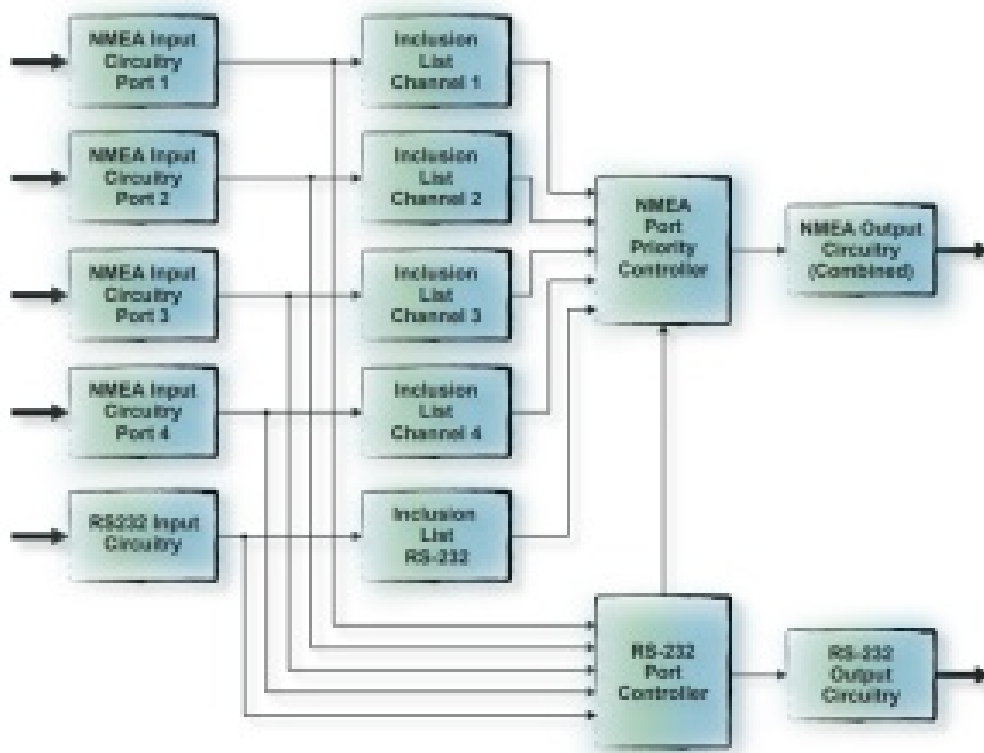 NMEA Input
Circuitry
Port 1
Inclusion
List
Channel 1
NMEA Input
Circuitry
Port 2
Inclusion
List
Channel 2
NMEA
Port
Priority
Controller
NMEA Output
Circuitry
(Combined)
NMEA Input
Circuitry
Port 3
Inclusion
List
Channel 3
NMEA Input
Circuitry
Port 4
Inclusion
List
Channel 4
RS232 Input
Circuitry
Inclusion
List
RS-232
RS-232
Port
Controller
RS-232
Output
Circuitry